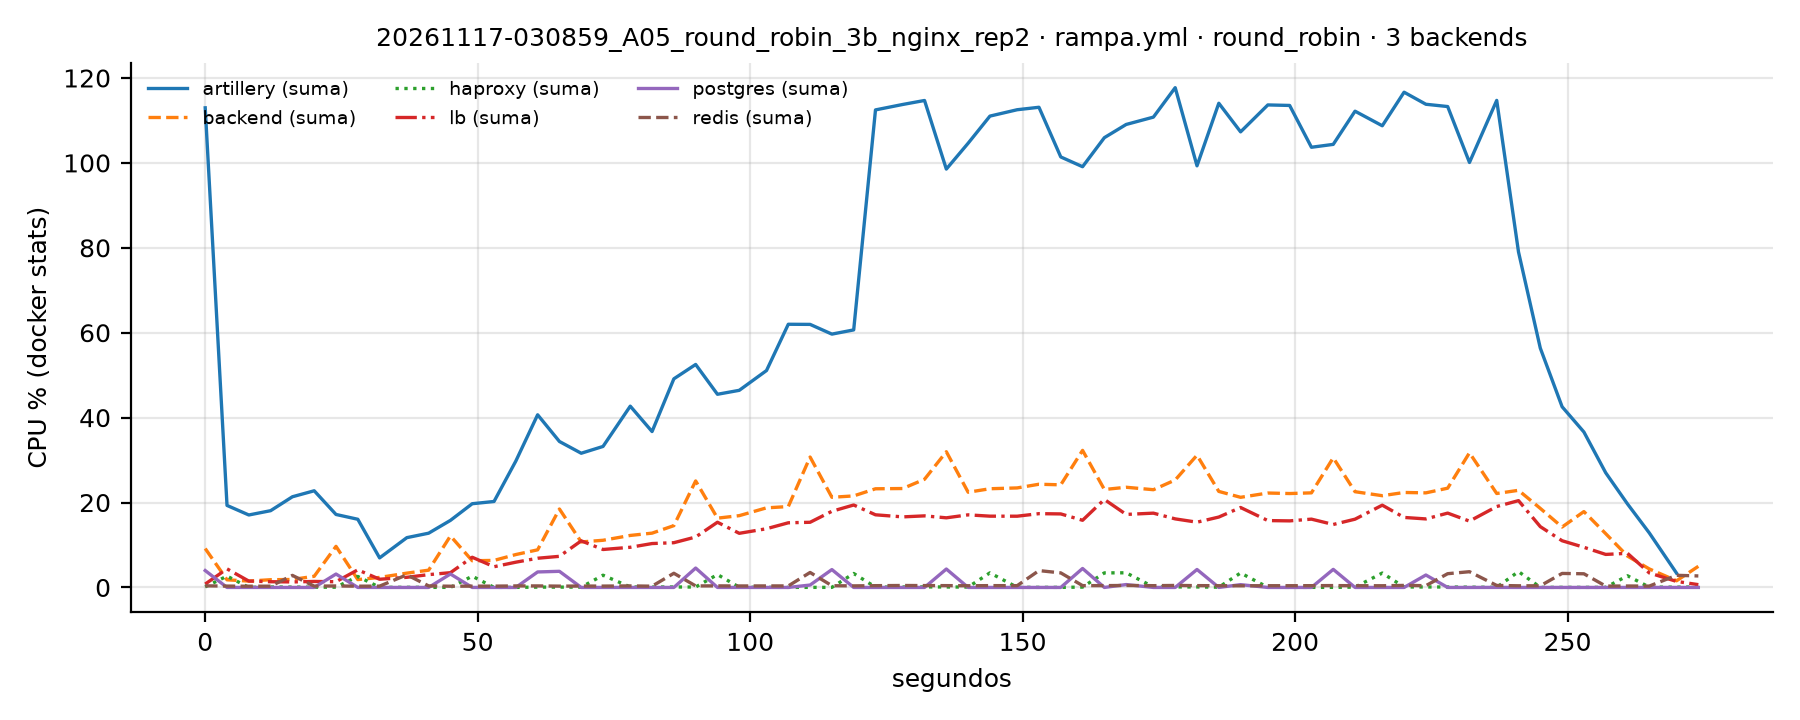 20261117-030859_A05_round_robin_3b_nginx_rep2 · rampa.yml · round_robin · 3 backends
artillery (suma) haproxy (suma) postgres (suma)
backend (suma) lb (suma) redis (suma)
CPU % (docker stats)
120
100
80
60
40
20
0
0 50 100 150 200 250
segundos